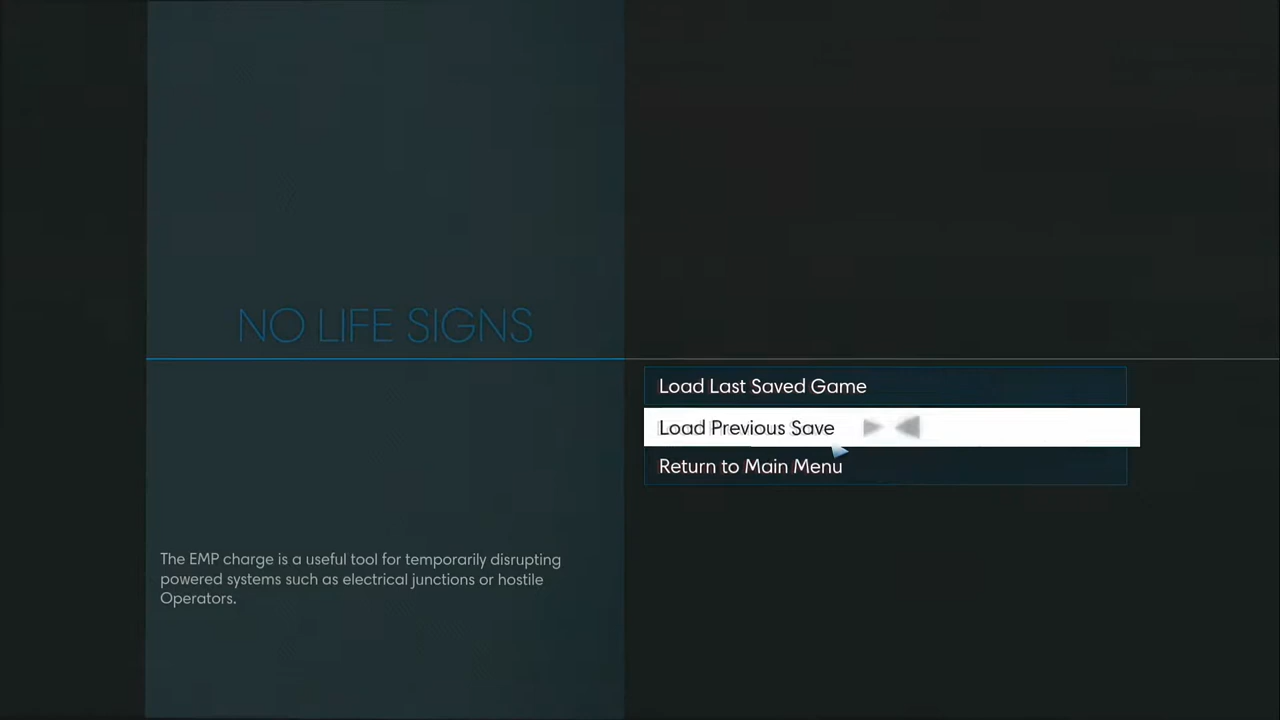 NO LIFE SIGNS
Load Last Saved Game
Load Previous Save
Return to Main Menu
The EMP charge is a useful tool for temporarily disrupting
powered systems such as electrical junctions or hostile
Operators.